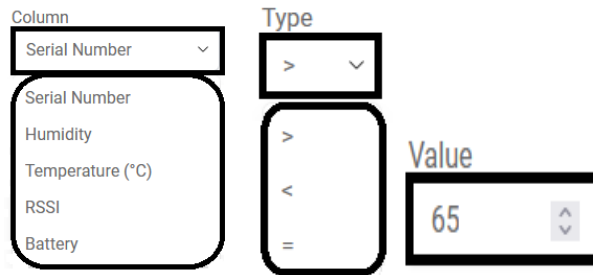 Column
Serial Number
Serial Number
Humidity
Temperature (°C)
RSSI
Battery
Type
>
>
<
=
Value
65